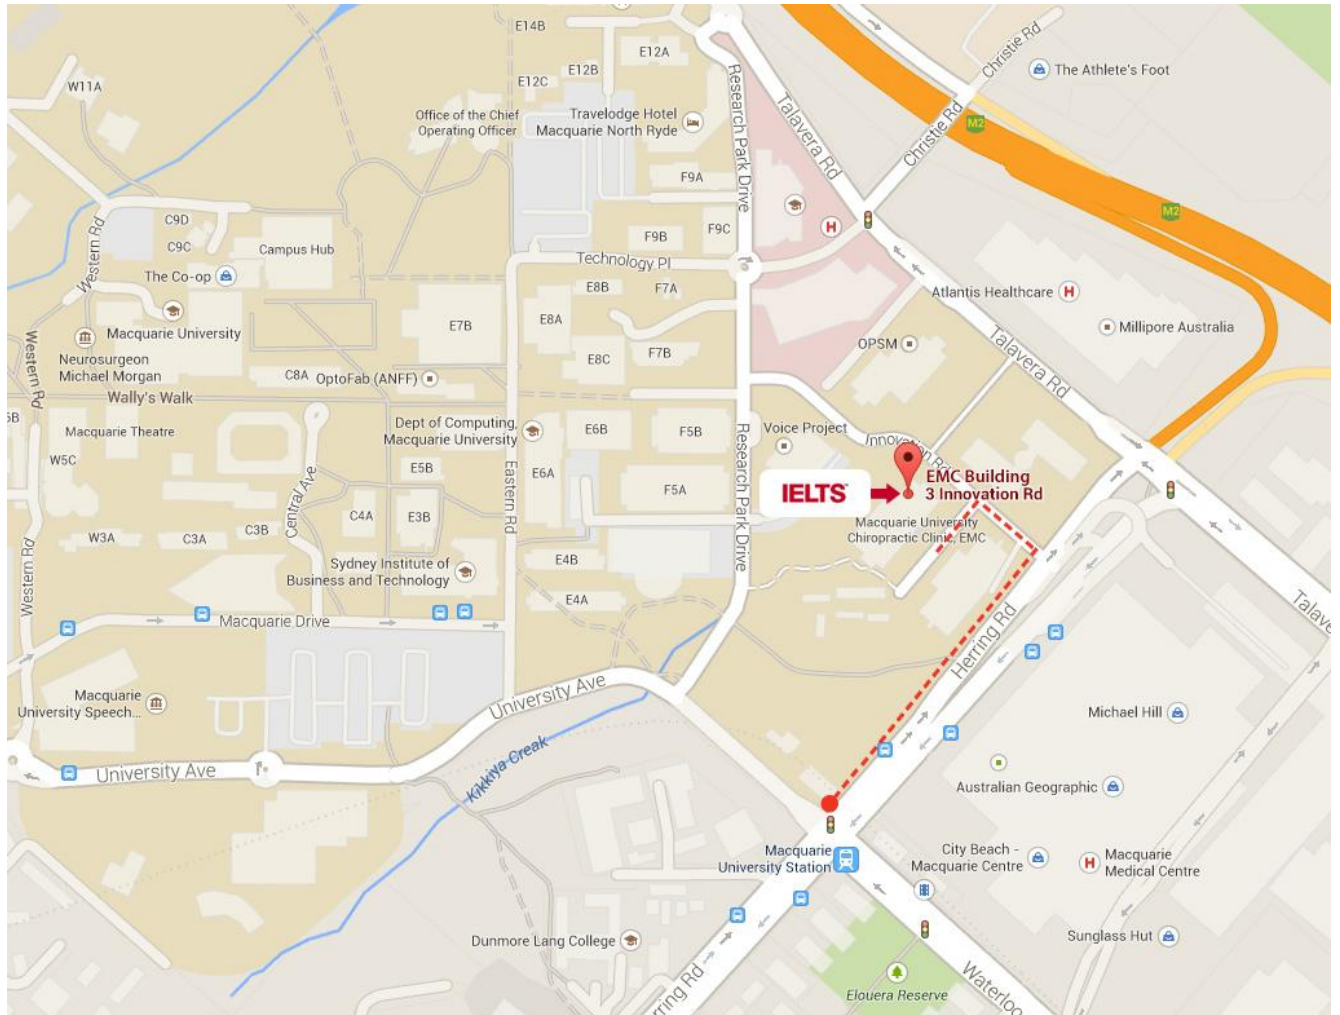 E14B
E12A
E12B
E12C
W11A
Office of the Chief
Operating Officer
Travelodge Hotel
Macquarie North Ryde
Research Park Drive
Talavera Rd
Christie Rd
Christie Rd
The Athlete's Foot
M2
M2
F9A
F9B
F9C
H
C9D
C9C
Campus Hub
The Co-op
Western Rd
Technology Pl
E8B
F7A
Atlantis Healthcare
H
Millipore Australia
Macquarie University
Neurosurgeon
Michael Morgan
Western Rd
E7B
E8A
E8C
F7B
OPSM
Talavera Rd
C8A
OptoFab (ANFF)
Wally's Walk
5B
Macquarie Theatre
W5C
Dept of Computing,
Macquarie University
E6B
F5B
Voice Project
Innovation Rd
Research Park Drive
E5B
E6A
F5A
Eastern Rd
Central Ave
IELTS
EMC Building
3 Innovation Rd
Macquarie University
Chiropractic Clinic, EMC
C4A
E3B
C3B
C3A
W3A
Western Rd
Sydney Institute of
Business and Technology
E4B
E4A
Macquarie Drive
Herring Rd
Talave
Macquarie
University Speech...
University Ave
University Ave
Kikkiya Creak
Michael Hill
Australian Geographic
Macquarie
University Station
City Beach -
Macquarie Centre
H
Macquarie
Medical Centre
Dunmore Lang College
Sunglass Hut
Elouera Reserve
Herring Rd
Waterloo